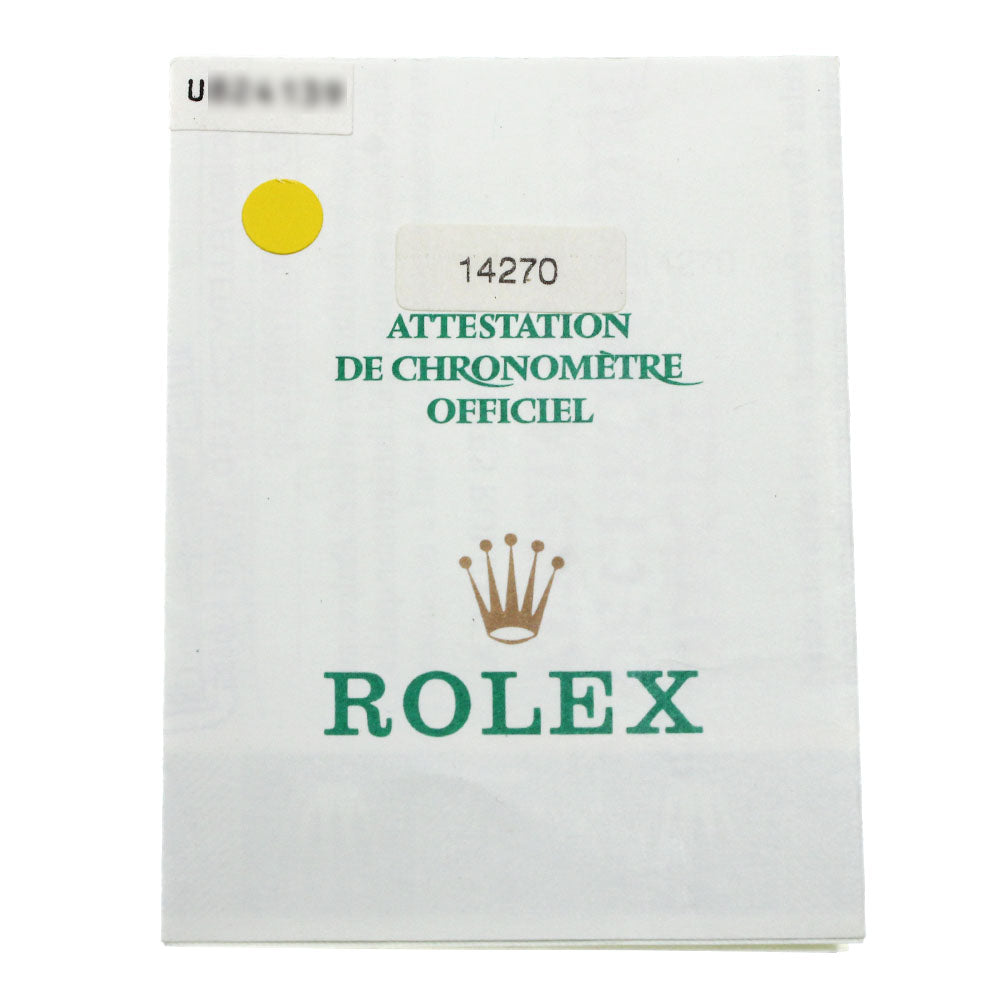 U
14270
ATTESTATION
DE CHRONOMÈTRE
OFFICIEL
ROLEX